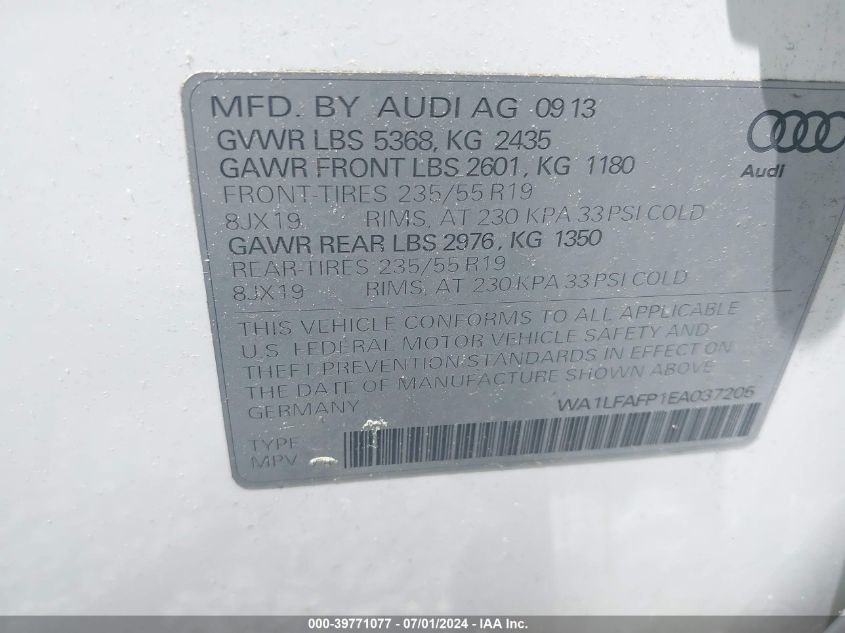 MFD. BY AUDI AG 09 13
GVWR LBS 5368, KG 2435
GAWR FRONT LBS 2601, KG 1180
FRONT-TIRES 235/55 R19
8JX19 RIMS, AT 230 KPA 33 PSI COLD
GAWR REAR LBS 2976, KG 1350
REAR-TIRES 235/55 R19
8JX19 RIMS, AT 230 KPA 33 PSI COLD
Audi
THIS VEHICLE CONFORMS TO ALL APPLICABLE
U.S. FEDERAL MOTOR VEHICLE SAFETY AND
THEFT PREVENTION STANDARDS IN EFFECT ON
THE DATE OF MANUFACTURE SHOWN ABOVE
GERMANY WA1LFAFP1EA037206
TYPE
MPV
000-39771077 - 07/01/2024 - IAA Inc.